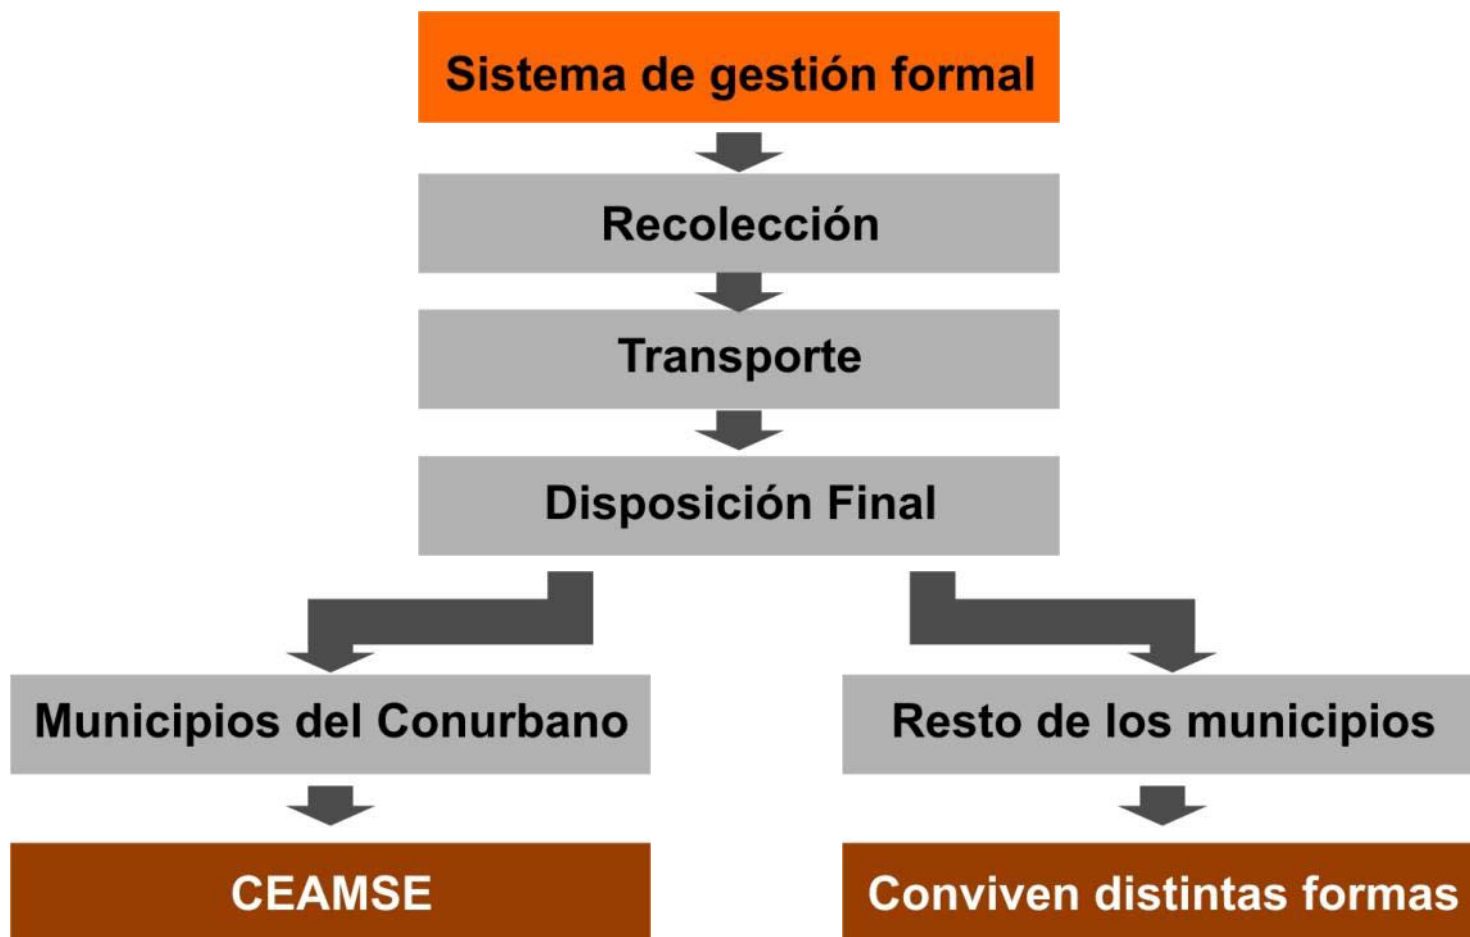 Sistema de gestión formal
Recolección
Transporte
Disposición Final
Municipios del Conurbano
Resto de los municipios
CEAMSE
Conviven distintas formas